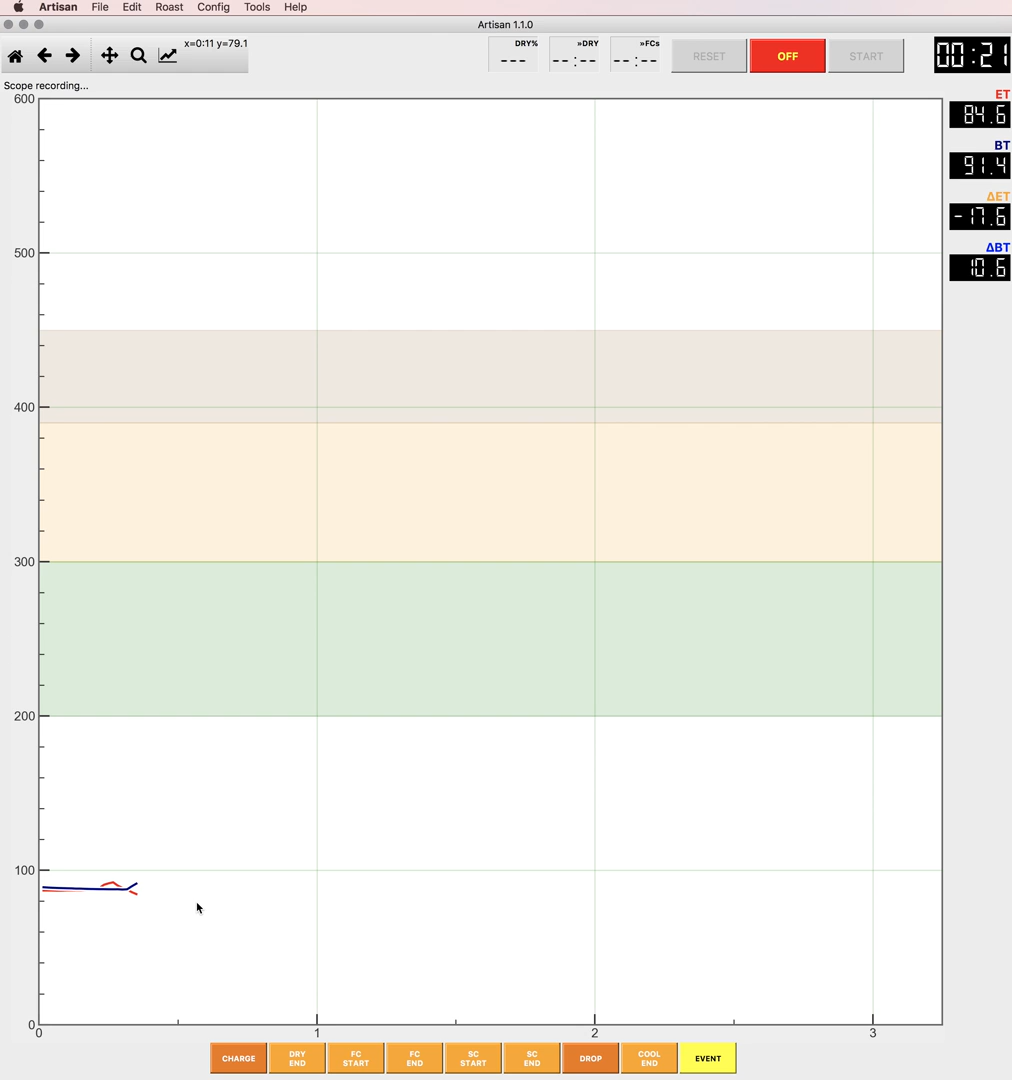 Artisan File Edit Roast Config Tools Help
Artisan 1.1.0
x=0:11 y=79.1
DRY% »DRY »FCs
--- --:-- --:--
RESET OFF START
00:21
Scope recording...
ET
84.6
BT
91.4
ΔET
-17.6
ΔBT
10.6
600
500
400
300
200
100
0
0 1 2 3
CHARGE
DRY END
FC START
FC END
SC START
SC END
DROP
COOL END
EVENT